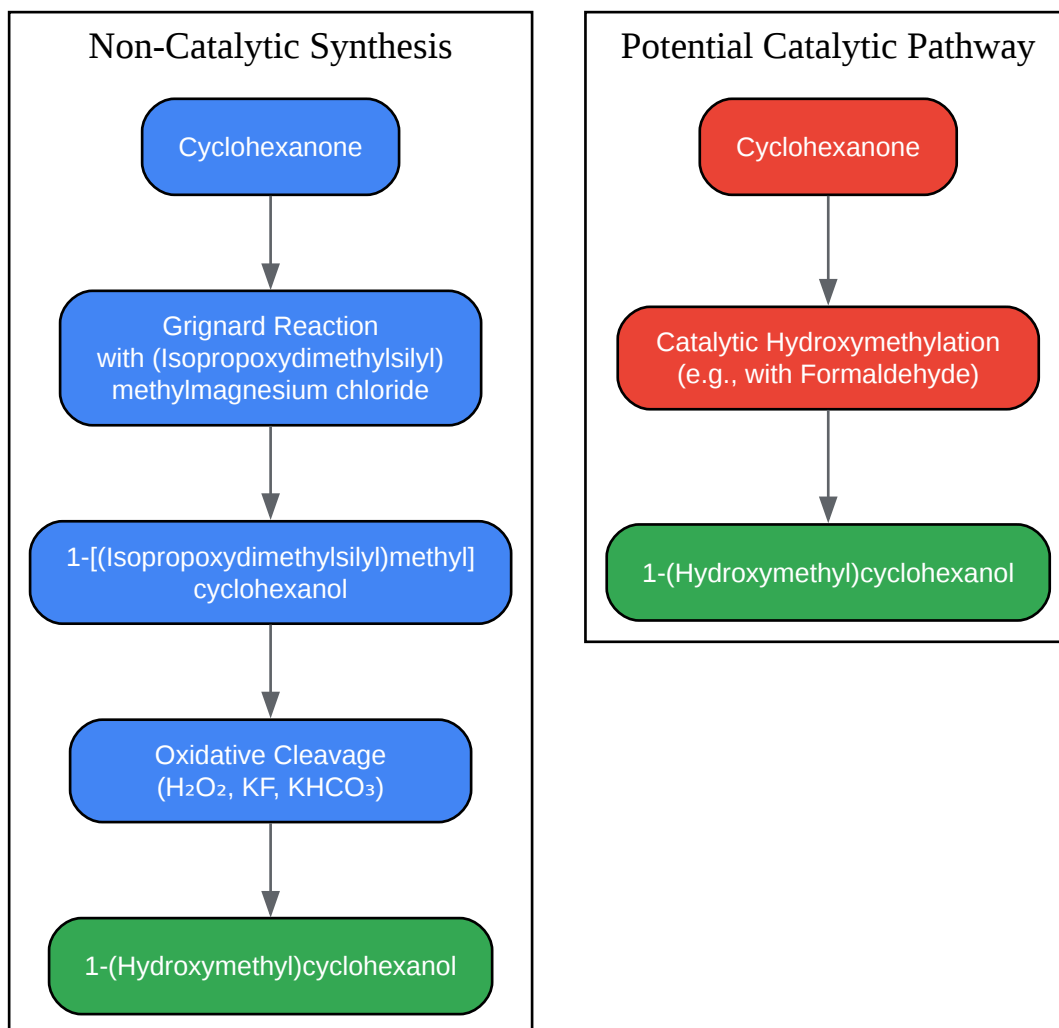 Non-Catalytic Synthesis
Cyclohexanone
Grignard Reaction
with (Isopropoxydimethylsilyl)
methylmagnesium chloride
1-[(Isopropoxydimethylsilyl)methyl]
cyclohexanol
Oxidative Cleavage
(H₂O₂, KF, KHCO₃)
1-(Hydroxymethyl)cyclohexanol
Potential Catalytic Pathway
Cyclohexanone
Catalytic Hydroxymethylation
(e.g., with Formaldehyde)
1-(Hydroxymethyl)cyclohexanol